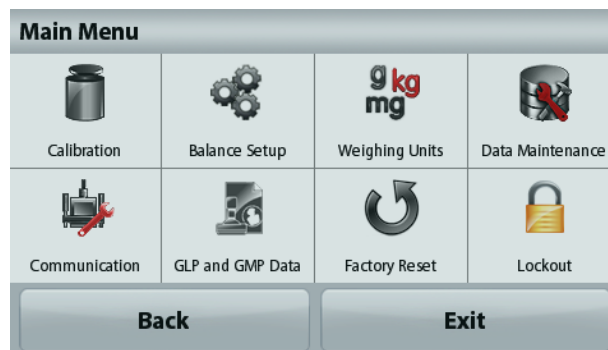 Main Menu
g kg
mg
Calibration
Balance Setup
Weighing Units
Data Maintenance
Communication
GLP and GMP Data
Factory Reset
Lockout
Back
Exit